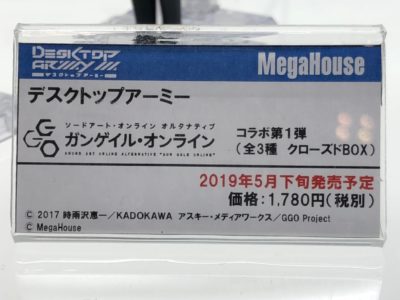 DESKTOP
ARMY
デスクトップアーミー
MegaHouse
デスクトップアーミー
GGO
ソードアート・オンライン オルタナティブ
ガンゲイル・オンライン
SWORD ART ONLINE ALTERNATIVE "GUN GALE ONLINE"
コラボ第1弾
（全3種 クローズドBOX）
2019年5月下旬発売予定
価格：1,780円（税別）
© 2017 時雨沢恵一／KADOKAWA アスキー・メディアワークス／GGO Project
© MegaHouse